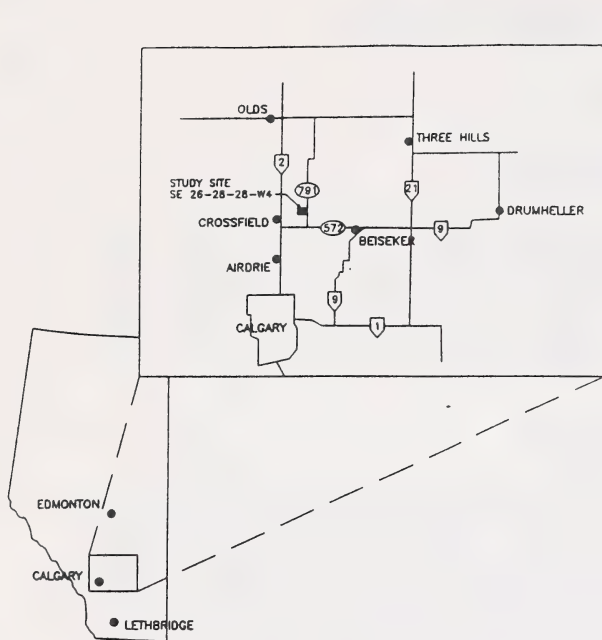 OLDS
THREE HILLS
2
STUDY SITE
SE 26-28-28-W4
791
21
CROSSFIELD
DRUMHELLER
572
BEISEKER
9
AIRDRIE
9
CALGARY
1
EDMONTON
CALGARY
LETHBRIDGE